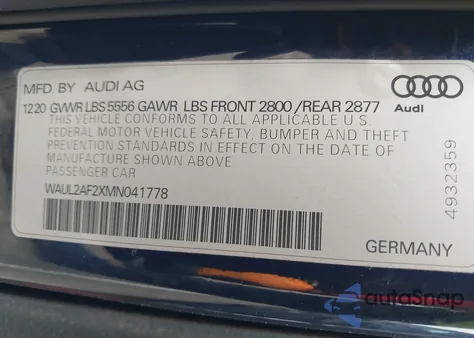 MFD. BY AUDI AG
12.20 GVWR LBS 5556 GAWR LBS FRONT 2800 /REAR 2877
THIS VEHICLE CONFORMS TO ALL APPLICABLE U.S.
FEDERAL MOTOR VEHICLE SAFETY, BUMPER AND THEFT
PREVENTION STANDARDS IN EFFECT ON THE DATE OF
MANUFACTURE SHOWN ABOVE
PASSENGER CAR
WAUL2AF2XMN041778
Audi
4932359
GERMANY
autoSnap